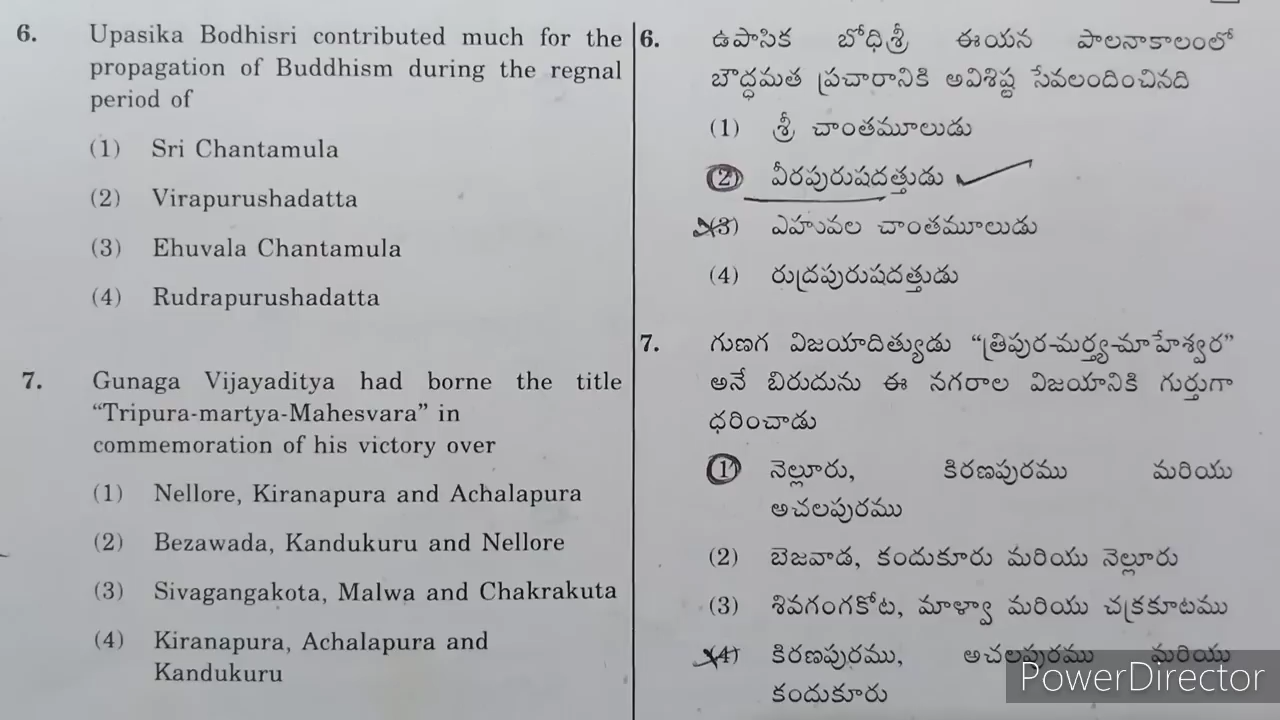 6. Upasika Bodhisri contributed much for the
propagation of Buddhism during the regnal
period of
(1) Sri Chantamula
(2) Virapurushadatta
(3) Ehuvala Chantamula
(4) Rudrapurushadatta
7. Gunaga Vijayaditya had borne the title
“Tripura-martya-Mahesvara” in
commemoration of his victory over
(1) Nellore, Kiranapura and Achalapura
(2) Bezawada, Kandukuru and Nellore
(3) Sivagangakota, Malwa and Chakrakuta
(4) Kiranapura, Achalapura and
Kandukuru
6. ఉపాసిక బోధిశ్రీ ఈయన పాలనాకాలంలో
బౌద్ధమత ప్రచారానికి అవిశిష్ట సేవలందించినది
(1) శ్రీ చాంతమూలుడు
(2) వీరపురుషదత్తుడు
(3) ఎహువల చాంతమూలుడు
(4) రుద్రపురుషదత్తుడు
7. గుణగ విజయాదిత్యుడు “త్రిపుర-మర్త్య-మాహేశ్వర”
అనే బిరుదును ఈ నగరాల విజయానికి గుర్తుగా
ధరించాడు
(1) నెల్లూరు, కిరణపురము మరియు
అచలపురము
(2) బెజవాడ, కందుకూరు మరియు నెల్లూరు
(3) శివగంగకోట, మాళ్వా మరియు చక్రకూటము
(4) కిరణపురము, అచలపురము మరియు
కందుకూరు
PowerDirector